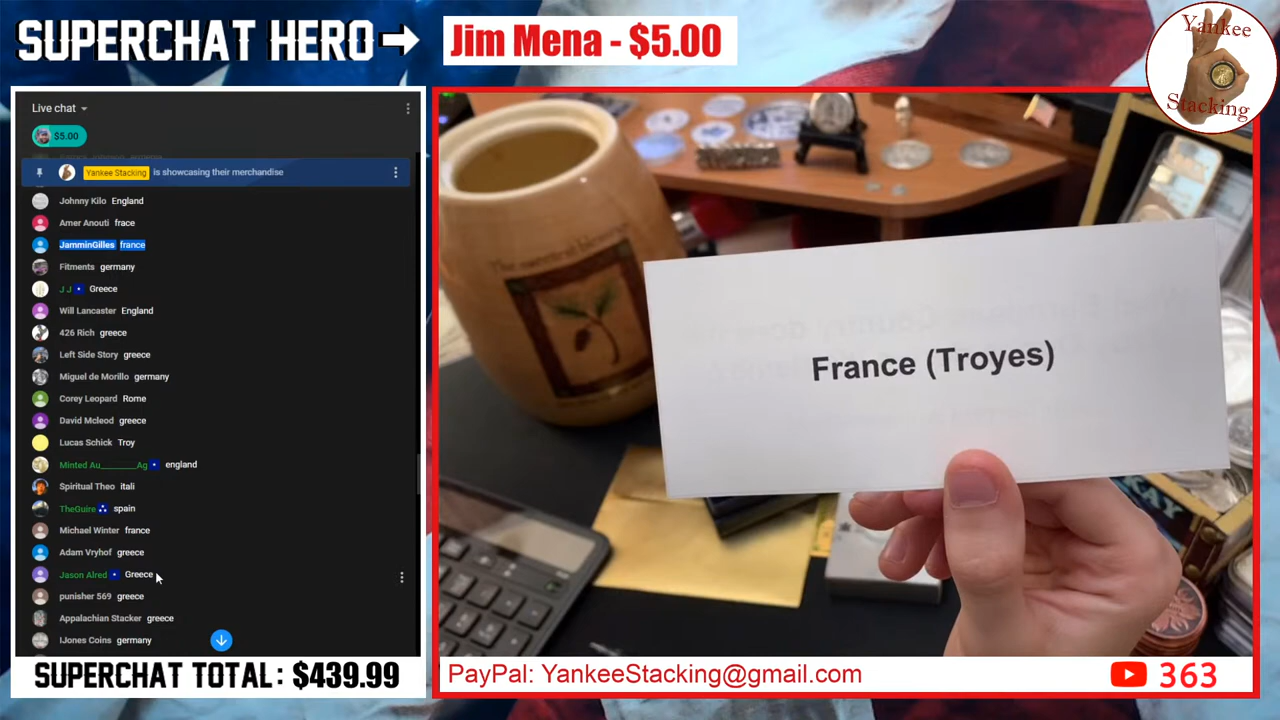 SUPERCHAT HERO
Jim Mena - $5.00
Yankee
Stacking
Live chat
$5.00
Yankee Stacking is showcasing their merchandise
Johnny Kilo England
Amer Anouti frace
JamminGilles france
Fitments germany
J J Greece
Will Lancaster England
426 Rich greece
Left Side Story greece
Miguel de Morillo germany
Corey Leopard Rome
David Mcleod greece
Lucas Schick Troy
Minted Au________Ag england
Spiritual Theo itali
TheGuire spain
Michael Winter france
Adam Vryhof greece
Jason Alred Greece
punisher 569 greece
Appalachian Stacker greece
IJones Coins germany
France (Troyes)
SUPERCHAT TOTAL: $439.99
PayPal: YankeeStacking@gmail.com
363